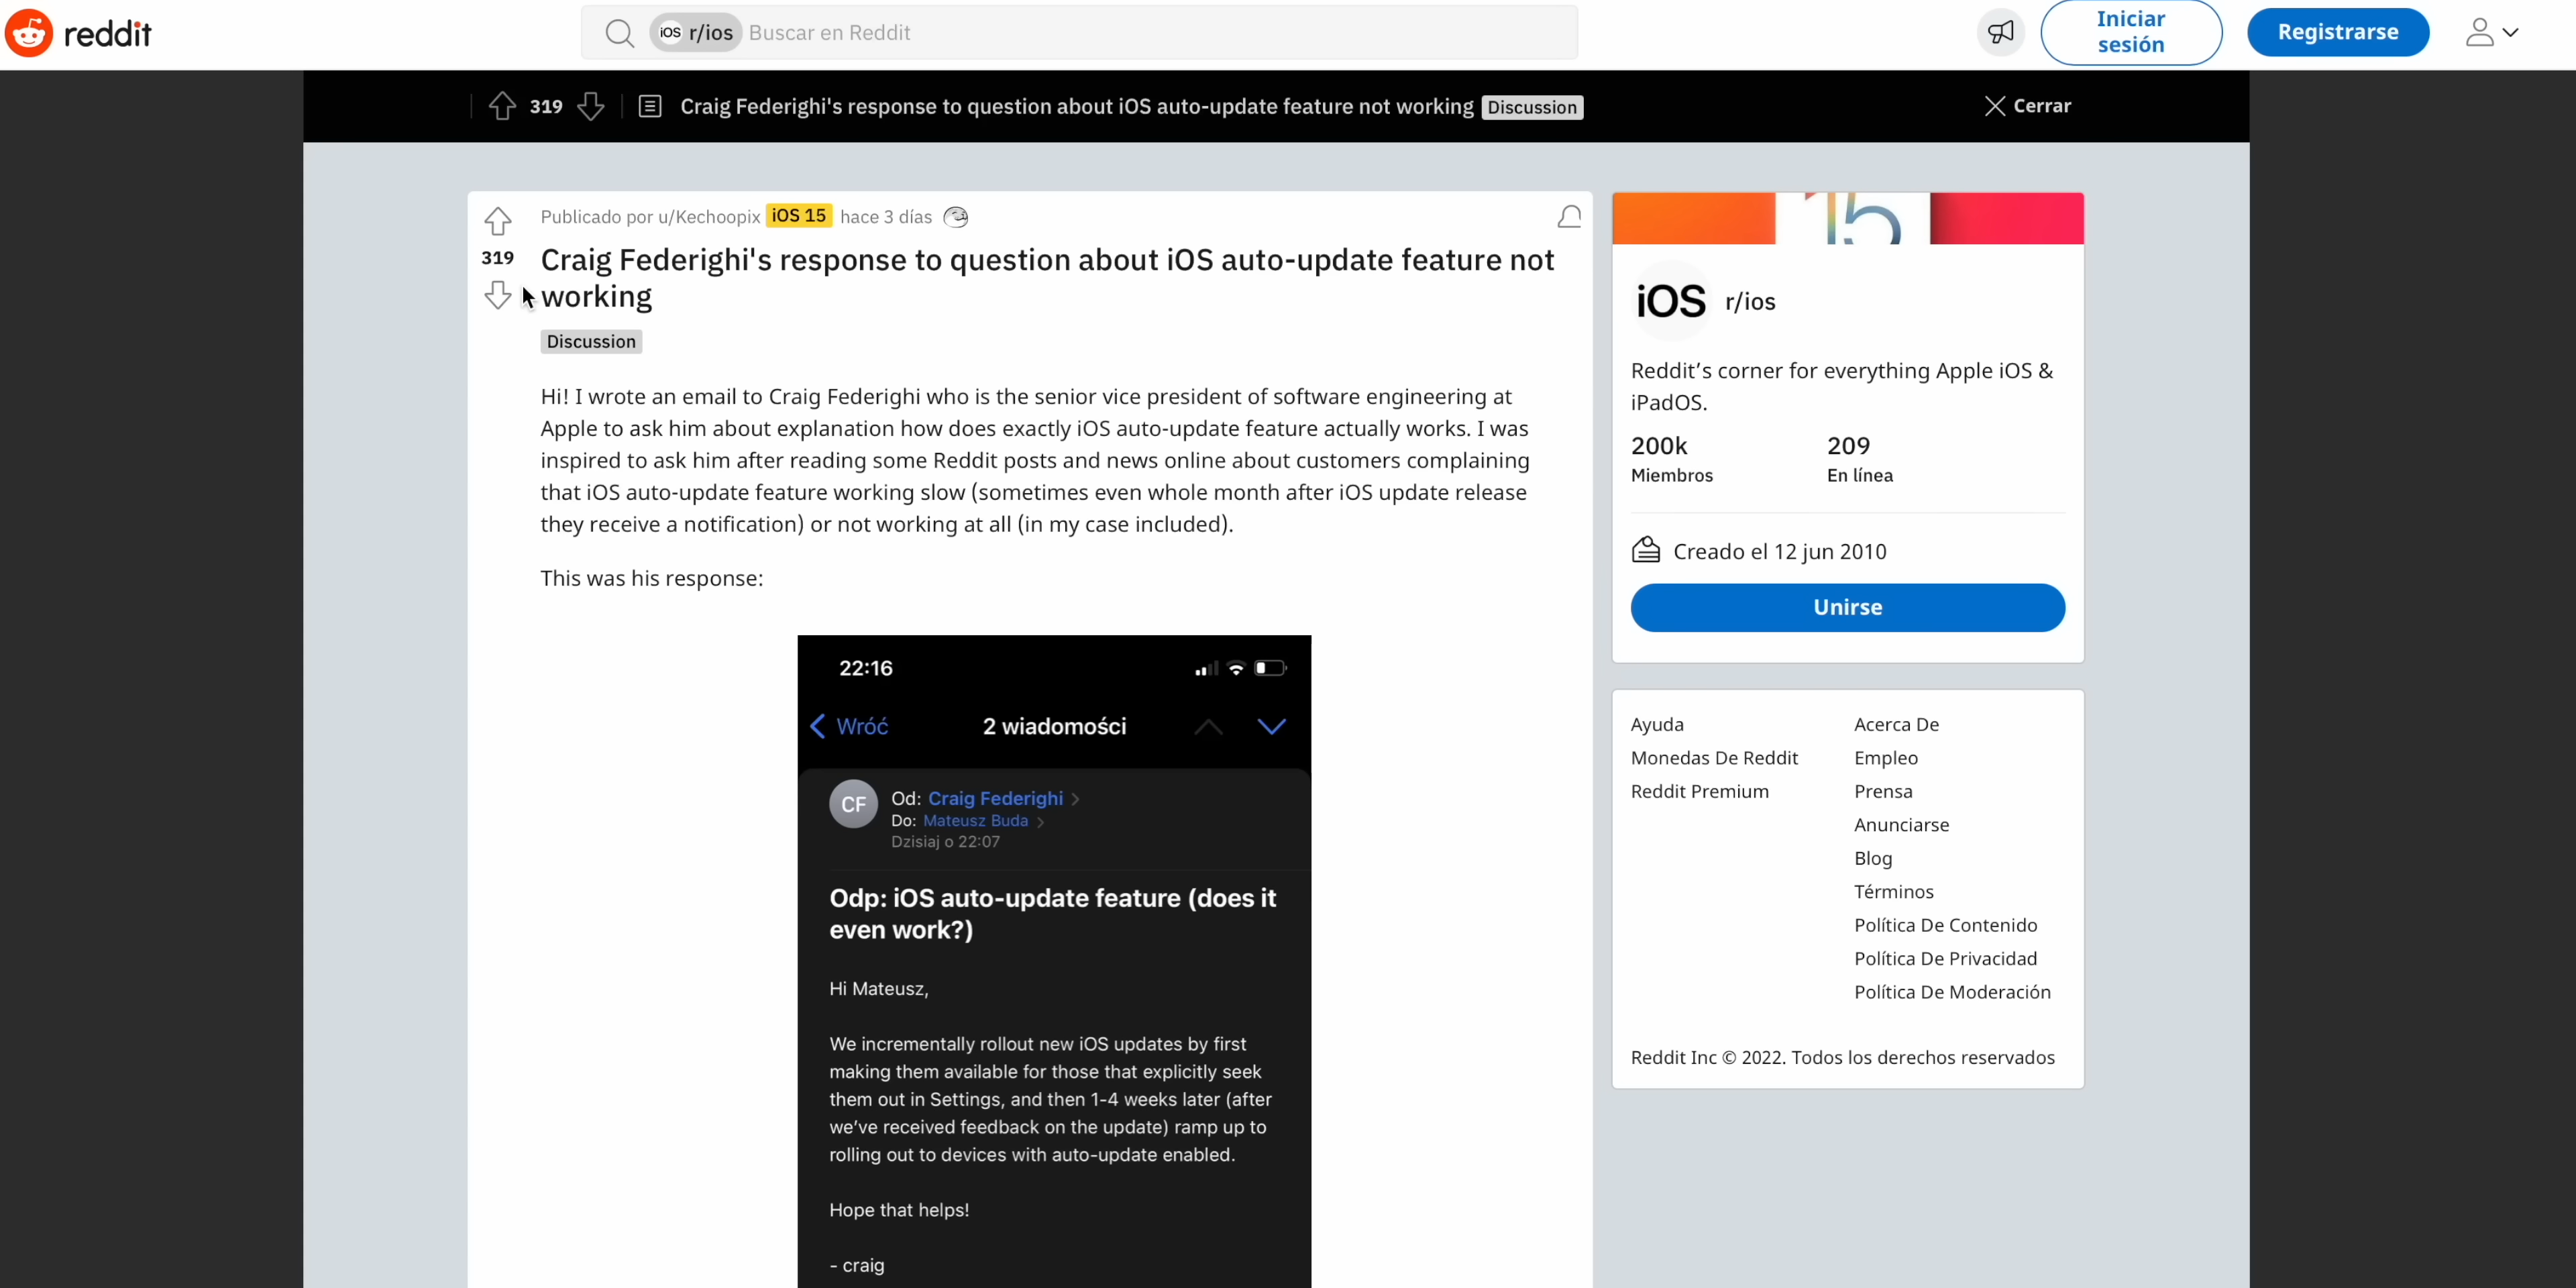 reddit
iOS r/ios Buscar en Reddit
Iniciar
sesión
Registrarse
319
Craig Federighi's response to question about iOS auto-update feature not working Discussion
Cerrar
Publicado por u/Kechoopix iOS 15 hace 3 días
319
Craig Federighi's response to question about iOS auto-update feature not
working
Discussion
Hi! I wrote an email to Craig Federighi who is the senior vice president of software engineering at
Apple to ask him about explanation how does exactly iOS auto-update feature actually works. I was
inspired to ask him after reading some Reddit posts and news online about customers complaining
that iOS auto-update feature working slow (sometimes even whole month after iOS update release
they receive a notification) or not working at all (in my case included).
This was his response:
22:16
Wróć
2 wiadomości
CF
Od: Craig Federighi
Do: Mateusz Buda
Dzisiaj o 22:07
Odp: iOS auto-update feature (does it
even work?)
Hi Mateusz,
We incrementally rollout new iOS updates by first
making them available for those that explicitly seek
them out in Settings, and then 1-4 weeks later (after
we've received feedback on the update) ramp up to
rolling out to devices with auto-update enabled.
Hope that helps!
- craig
15
iOS r/ios
Reddit's corner for everything Apple iOS &
iPadOS.
200k
Miembros
209
En línea
Creado el 12 jun 2010
Unirse
Ayuda
Monedas De Reddit
Reddit Premium
Acerca De
Empleo
Prensa
Anunciarse
Blog
Términos
Política De Contenido
Política De Privacidad
Política De Moderación
Reddit Inc © 2022. Todos los derechos reservados